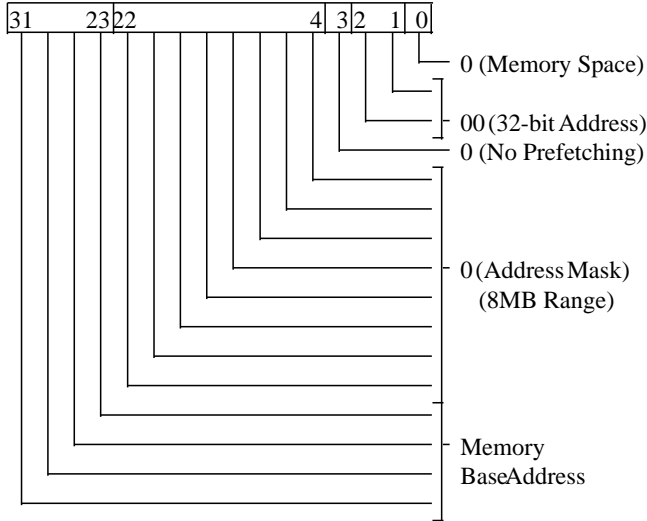 31 23 22 4 3 2 1 0
0 (Memory Space)
00 (32-bit Address)
0 (No Prefetching)
0 (Address Mask)
(8MB Range)
Memory
BaseAddress